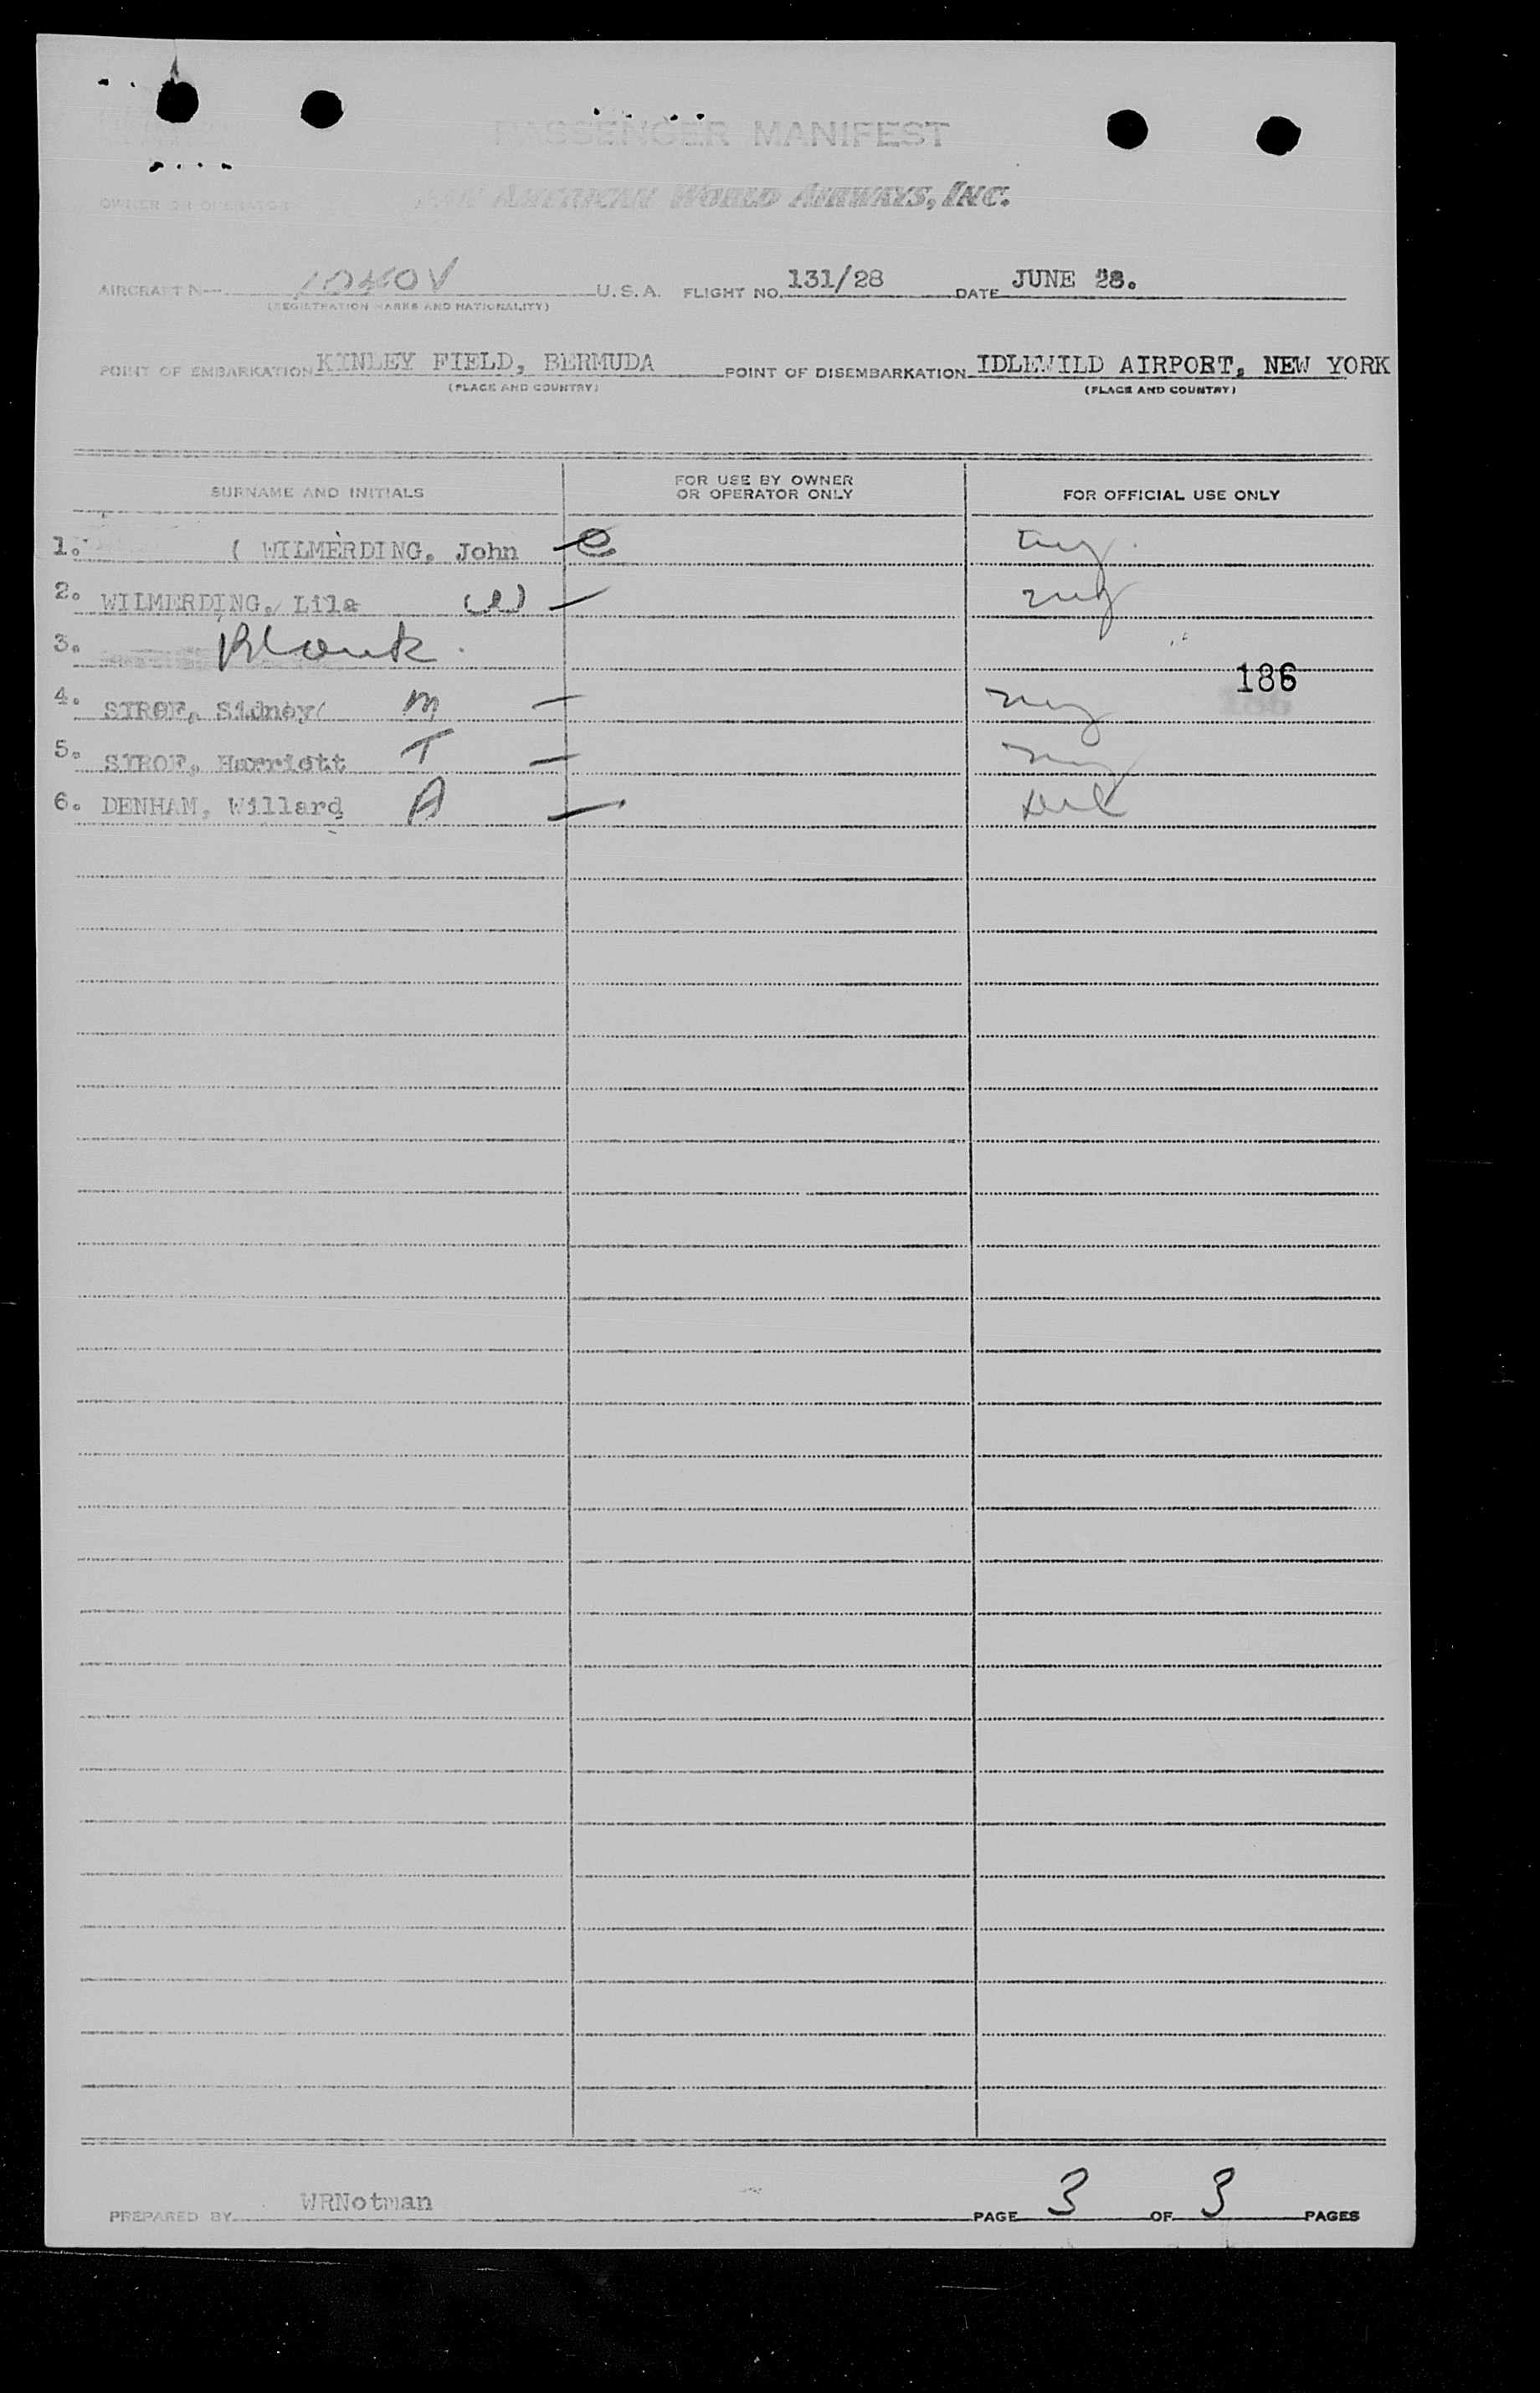 PASSENGER MANIFEST
OWNER OR OPERATOR PAN AMERICAN WORLD AIRWAYS, INC.
AIRCRAFT N— U.S.A. FLIGHT NO. 131/28 DATE JUNE 28.
(REGISTRATION MARKS AND NATIONALITY)
POINT OF EMBARKATION KINLEY FIELD, BERMUDA POINT OF DISEMBARKATION IDLEWILD AIRPORT, NEW YORK
(PLACE AND COUNTRY) (PLACE AND COUNTRY)
SURNAME AND INITIALS FOR USE BY OWNER OR OPERATOR ONLY FOR OFFICIAL USE ONLY
1. ( WILMERDING, John e
2. WILMERDING, Lila W
3. Blank.
186
4. STROF, Sidney M
5. STROF, Harriett T
6. DENHAM, Willard A
PREPARED BY WRNotman PAGE 3 OF 3 PAGES